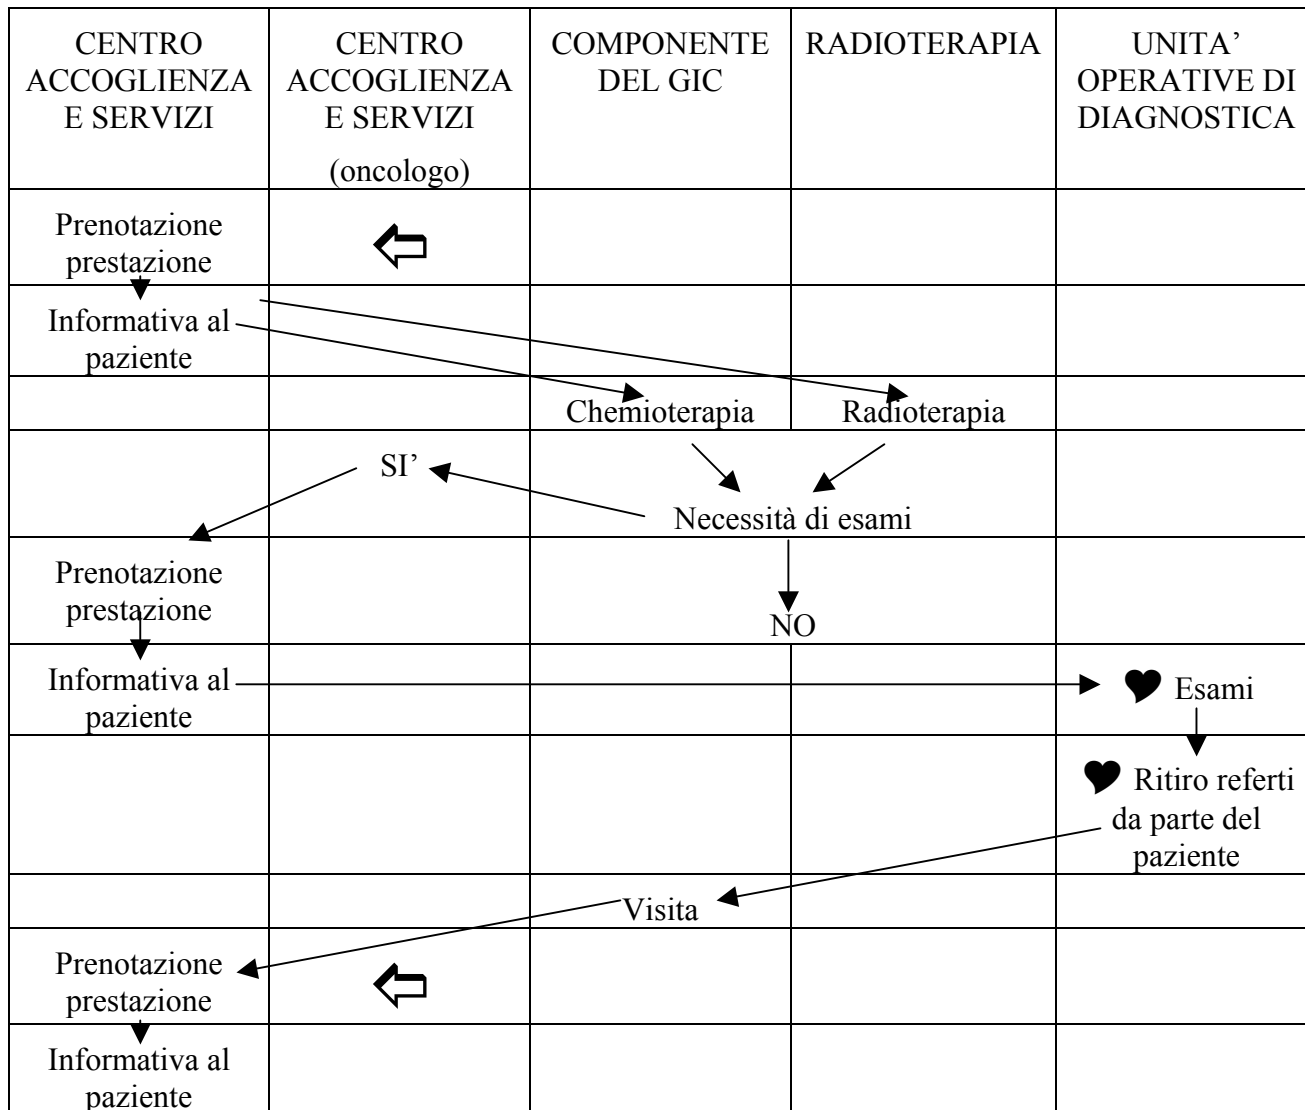 CENTRO
ACCOGLIENZA
E SERVIZI
CENTRO
ACCOGLIENZA
E SERVIZI
(oncologo)
COMPONENTE
DEL GIC
RADIOTERAPIA
UNITA’
OPERATIVE DI
DIAGNOSTICA
Prenotazione
prestazione
Informativa al
paziente
Chemioterapia
Radioterapia
SI’
Necessità di esami
Prenotazione
prestazione
NO
Informativa al
paziente
Esami
Ritiro referti
da parte del
paziente
Visita
Prenotazione
prestazione
Informativa al
paziente